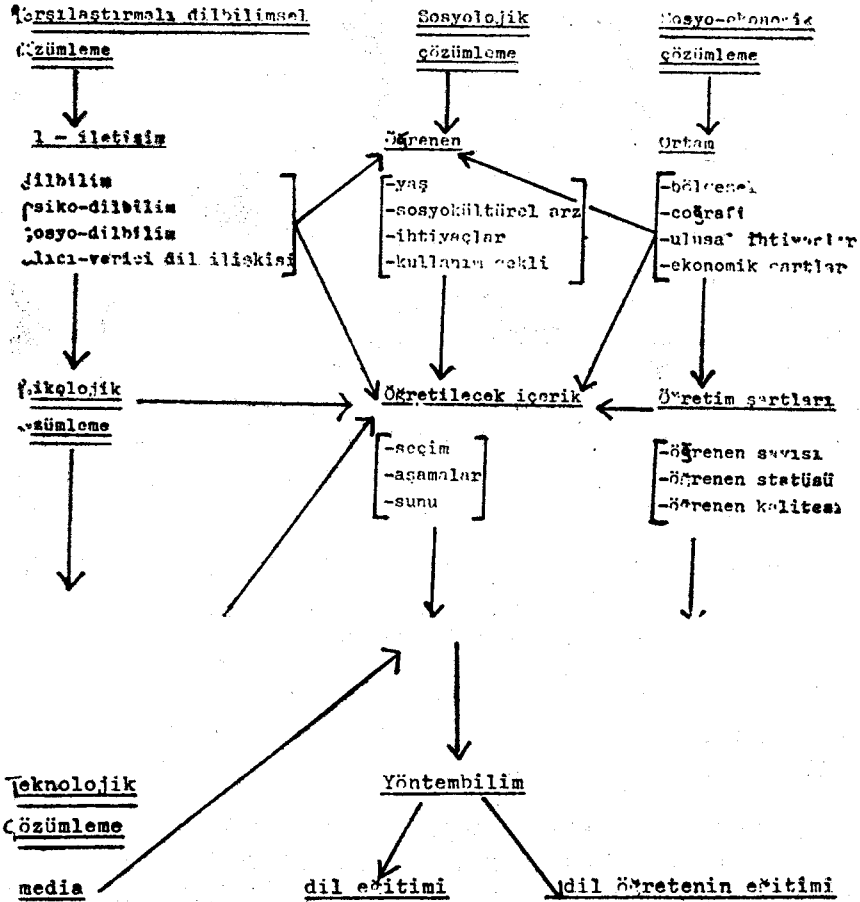 Karşılaştırmalı dilbilimsel
Çözümleme
Sosyolojik
çözümleme
Sosyo-ekonomik
çözümleme
1 - iletişim
dilbilim
psiko-dilbilim
sosyo-dilbilim
alıcı-verici dil ilişkisi
Öğrenen
-yaş
-sosyokültürel arz
-ihtiyaçlar
-kullanım şekli
Ortam
-bölgesel
-coğrafi
-ulusal ihtiyaçlar
-ekonomik şartlar
Psikolojik
çözümleme
Öğretilecek içerik
-seçim
-aşamalar
-sunu
Öğretim şartları
-öğrenen sayısı
-öğrenen statüsü
-öğrenen kalitesi
Teknolojik
Çözümleme
media
Yöntembilim
dil eğitimi
dil öğretenin eğitimi